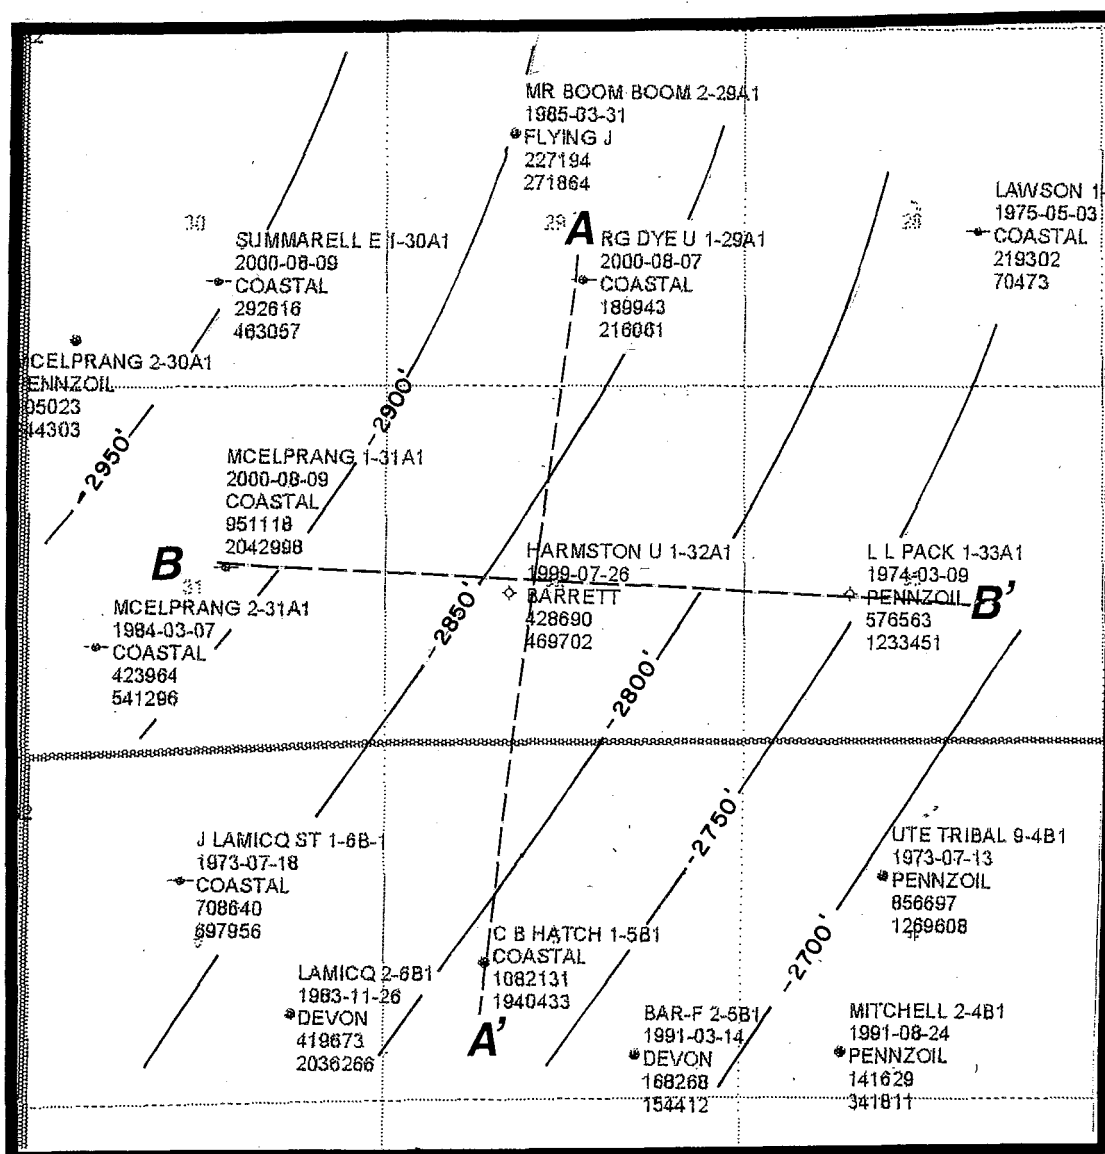 MR BOOM BOOM 2-29A1
1985-03-31
FLYING J
227194
271864
30
29
28
A
LAWSON 1-
1975-05-03
COASTAL
219302
70473
SUMMARELL E 1-30A1
2000-08-09
COASTAL
292616
463057
RG DYE U 1-29A1
2000-08-07
COASTAL
189943
216061
CELPRANG 2-30A1
ENNZOIL
05023
44303
-2950'
-2900'
MCELPRANG 1-31A1
2000-08-09
COASTAL
951118
2042998
B
31
HARMSTON U 1-32A1
1999-07-26
BARRETT
428690
469702
L L PACK 1-33A1
1974-03-09
PENNZOIL
576563
1233451
B'
MCELPRANG 2-31A1
1984-03-07
COASTAL
423964
541296
-2850'
-2800'
-2750'
-2700'
J LAMICQ ST 1-6B-1
1973-07-18
COASTAL
708640
697956
UTE TRIBAL 9-4B1
1973-07-13
PENNZOIL
856697
1269608
C B HATCH 1-5B1
COASTAL
1082131
1940433
A'
LAMICQ 2-6B1
1983-11-26
DEVON
419673
2036266
BAR-F 2-5B1
1991-03-14
DEVON
168268
154412
MITCHELL 2-4B1
1991-08-24
PENNZOIL
141629
341811